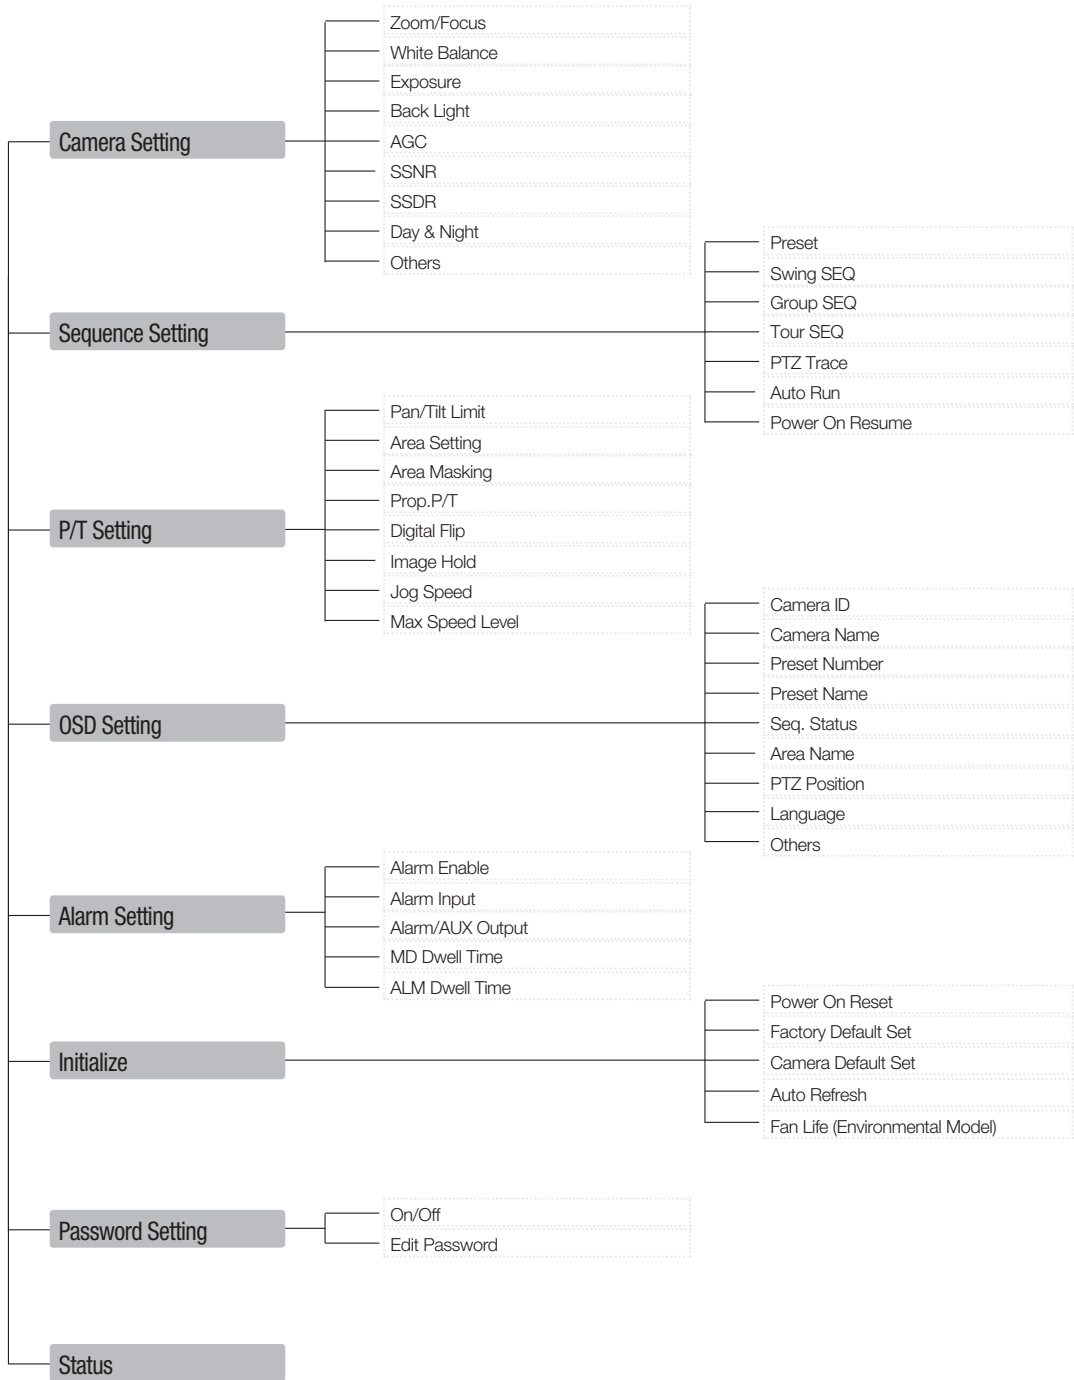 Camera Setting
Zoom/Focus
White Balance
Exposure
Back Light
AGC
SSNR
SSDR
Day & Night
Others
Sequence Setting
Preset
Swing SEQ
Group SEQ
Tour SEQ
PTZ Trace
Auto Run
Power On Resume
P/T Setting
Pan/Tilt Limit
Area Setting
Area Masking
Prop.P/T
Digital Flip
Image Hold
Jog Speed
Max Speed Level
OSD Setting
Camera ID
Camera Name
Preset Number
Preset Name
Seq. Status
Area Name
PTZ Position
Language
Others
Alarm Setting
Alarm Enable
Alarm Input
Alarm/AUX Output
MD Dwell Time
ALM Dwell Time
Initialize
Power On Reset
Factory Default Set
Camera Default Set
Auto Refresh
Fan Life (Environmental Model)
Password Setting
On/Off
Edit Password
Status